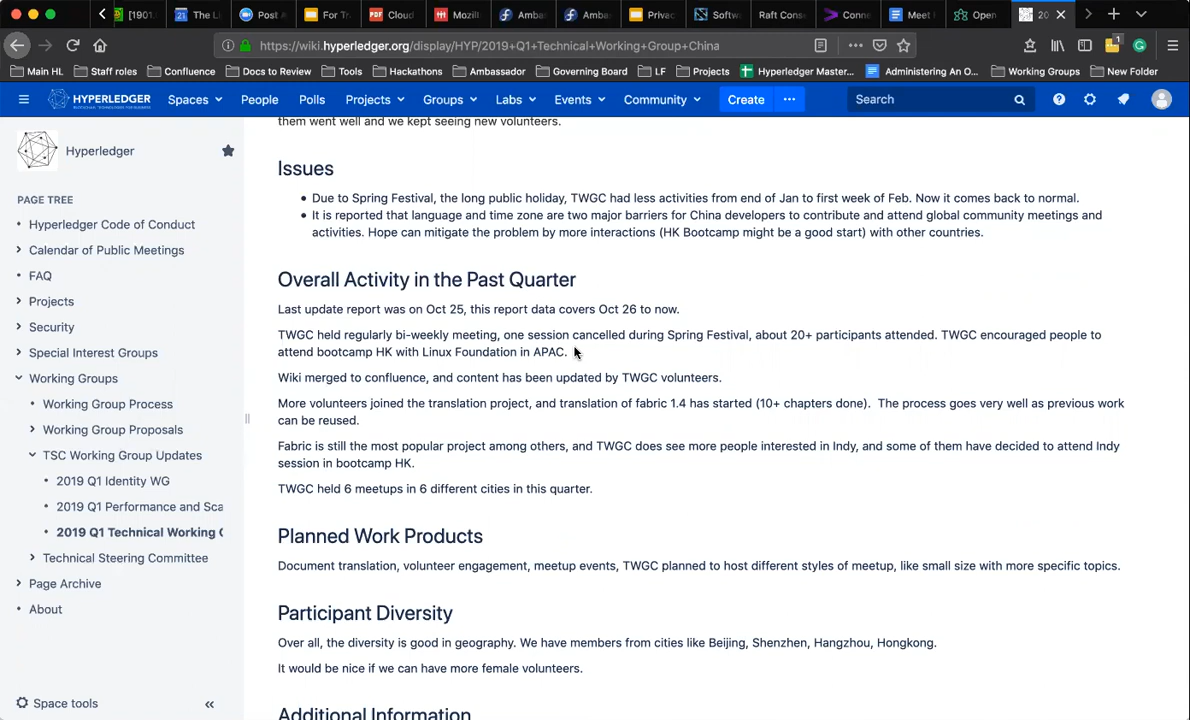 [1901.
The Li
Post A
For Tr
Cloud
Mozill
Ambas
Ambas
Privac
Softwa
Raft Cons
Conne
Meet
Open
20
https://wiki.hyperledger.org/display/HYP/2019+Q1+Technical+Working+Group+China
1
Main HL
Staff roles
Confluence
Docs to Review
Tools
Hackathons
Ambassador
Governing Board
LF
Projects
Hyperledger Master...
Administering An O...
Working Groups
New Folder
HYPERLEDGER
Spaces
People
Polls
Projects
Groups
Labs
Events
Community
Create
Search
Hyperledger
PAGE TREE
Hyperledger Code of Conduct
Calendar of Public Meetings
FAQ
Projects
Security
Special Interest Groups
Working Groups
Working Group Process
Working Group Proposals
TSC Working Group Updates
2019 Q1 Identity WG
2019 Q1 Performance and Sca
2019 Q1 Technical Working G
Technical Steering Committee
Page Archive
About
Space tools
them went well and we kept seeing new volunteers.
Issues
Due to Spring Festival, the long public holiday, TWGC had less activities from end of Jan to first week of Feb. Now it comes back to normal.
It is reported that language and time zone are two major barriers for China developers to contribute and attend global community meetings and
activities. Hope can mitigate the problem by more interactions (HK Bootcamp might be a good start) with other countries.
Overall Activity in the Past Quarter
Last update report was on Oct 25, this report data covers Oct 26 to now.
TWGC held regularly bi-weekly meeting, one session cancelled during Spring Festival, about 20+ participants attended. TWGC encouraged people to
attend bootcamp HK with Linux Foundation in APAC.
Wiki merged to confluence, and content has been updated by TWGC volunteers.
More volunteers joined the translation project, and translation of fabric 1.4 has started (10+ chapters done). The process goes very well as previous work
can be reused.
Fabric is still the most popular project among others, and TWGC does see more people interested in Indy, and some of them have decided to attend Indy
session in bootcamp HK.
TWGC held 6 meetups in 6 different cities in this quarter.
Planned Work Products
Document translation, volunteer engagement, meetup events, TWGC planned to host different styles of meetup, like small size with more specific topics.
Participant Diversity
Over all, the diversity is good in geography. We have members from cities like Beijing, Shenzhen, Hangzhou, Hongkong.
It would be nice if we can have more female volunteers.
Additional Information